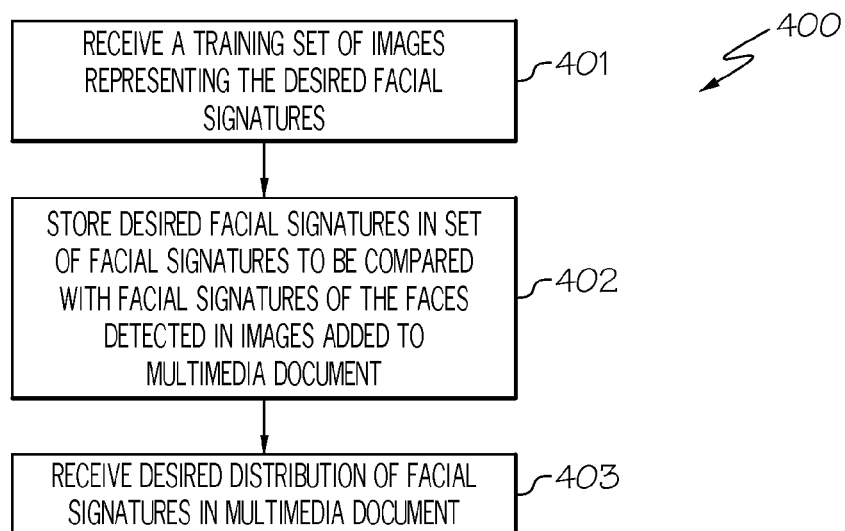 400
RECEIVE A TRAINING SET OF IMAGES
REPRESENTING THE DESIRED FACIAL
SIGNATURES
401
STORE DESIRED FACIAL SIGNATURES IN SET
OF FACIAL SIGNATURES TO BE COMPARED
WITH FACIAL SIGNATURES OF THE FACES
DETECTED IN IMAGES ADDED TO
MULTIMEDIA DOCUMENT
402
RECEIVE DESIRED DISTRIBUTION OF FACIAL
SIGNATURES IN MULTIMEDIA DOCUMENT
403